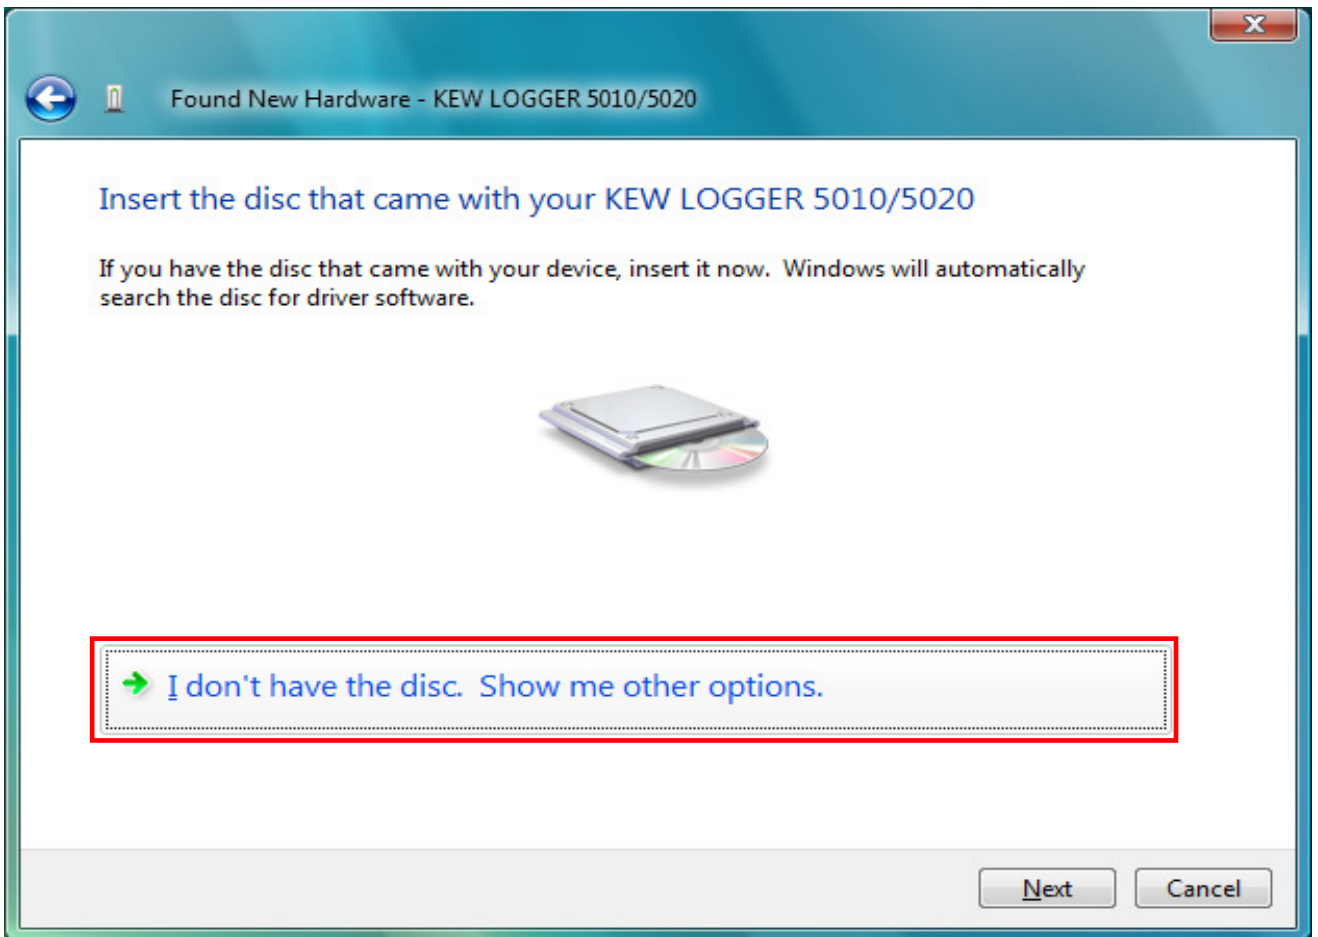 Found New Hardware - KEW LOGGER 5010/5020
Insert the disc that came with your KEW LOGGER 5010/5020
If you have the disc that came with your device, insert it now.  Windows will automatically
search the disc for driver software.
I don't have the disc.  Show me other options.
Next
Cancel